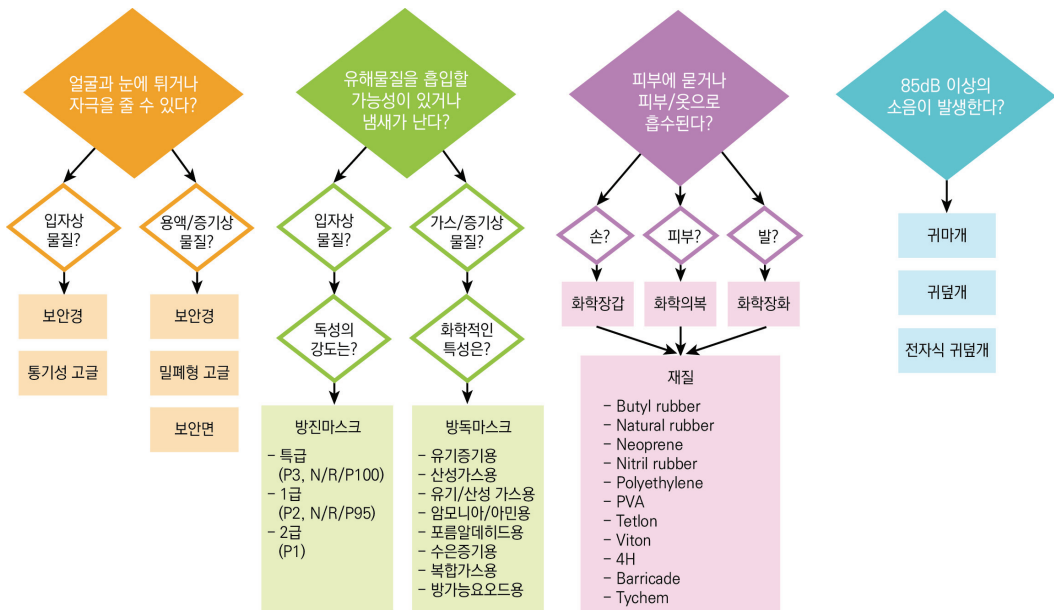 얼굴과 눈에 튀거나
자극을 줄 수 있다?
입자상
물질?
용액/증기상
물질?
보안경
통기성 고글
보안경
밀폐형 고글
보안면
유해물질을 흡입할
가능성이 있거나
냄새가 난다?
입자상
물질?
가스/증기상
물질?
독성의
강도는?
화학적인
특성은?
방진마스크
- 특급
(P3, N/R/P100)
- 1급
(P2, N/R/P95)
- 2급
(P1)
방독마스크
- 유기증기용
- 산성가스용
- 유기/산성 가스용
- 암모니아/아민용
- 포름알데히드용
- 수은증기용
- 복합가스용
- 방가능요오드용
피부에 묻거나
피부/옷으로
흡수된다?
손?
피부?
발?
화학장갑
화학의복
화학장화
재질
- Butyl rubber
- Natural rubber
- Neoprene
- Nitril rubber
- Polyethylene
- PVA
- Tetlon
- Viton
- 4H
- Barricade
- Tychem
85dB 이상의
소음이 발생한다?
귀마개
귀덮개
전자식 귀덮개